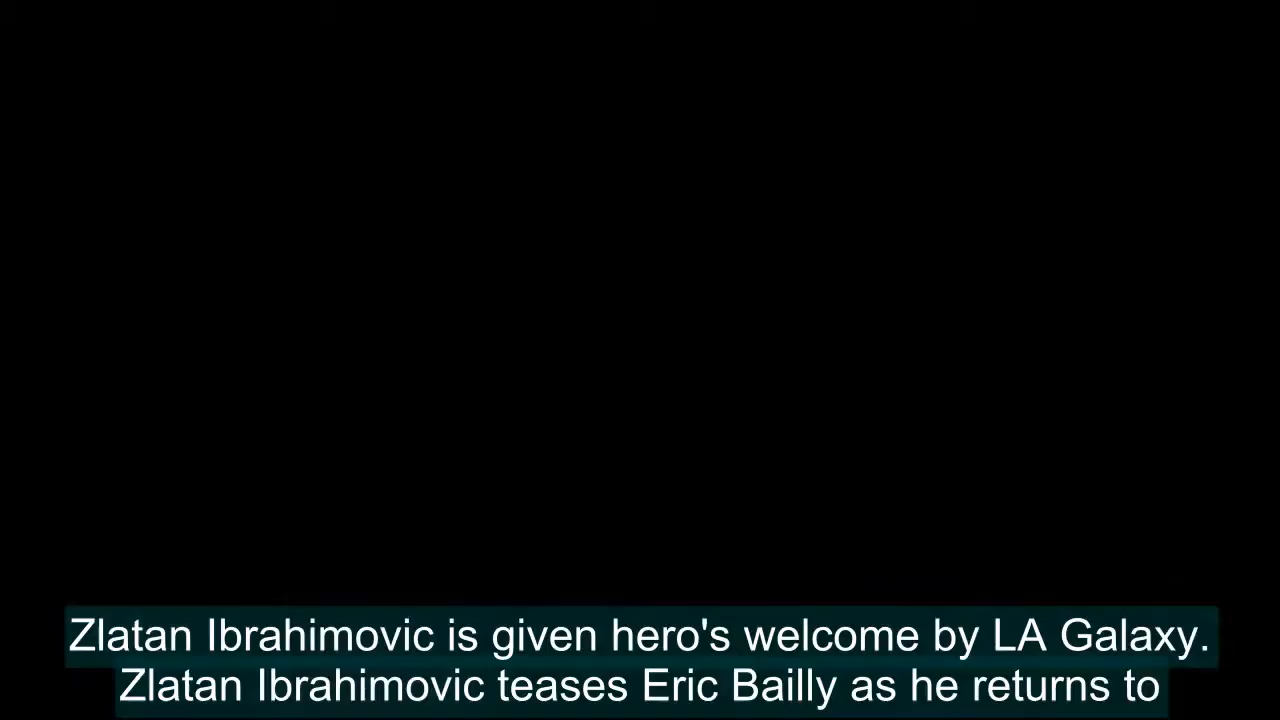 Zlatan Ibrahimovic is given hero's welcome by LA Galaxy.
Zlatan Ibrahimovic teases Eric Bailly as he returns to